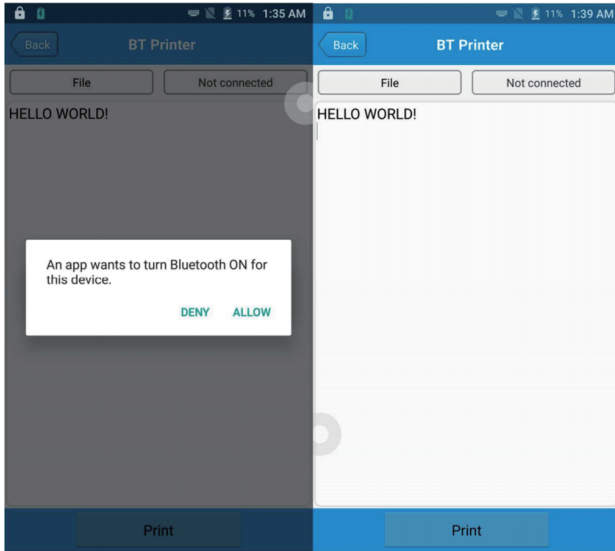 11% 1:35 AM
Back
BT Printer
File
Not connected
HELLO WORLD!
An app wants to turn Bluetooth ON for
this device.
DENY ALLOW
Print
11% 1:39 AM
Back
BT Printer
File
Not connected
HELLO WORLD!
Print